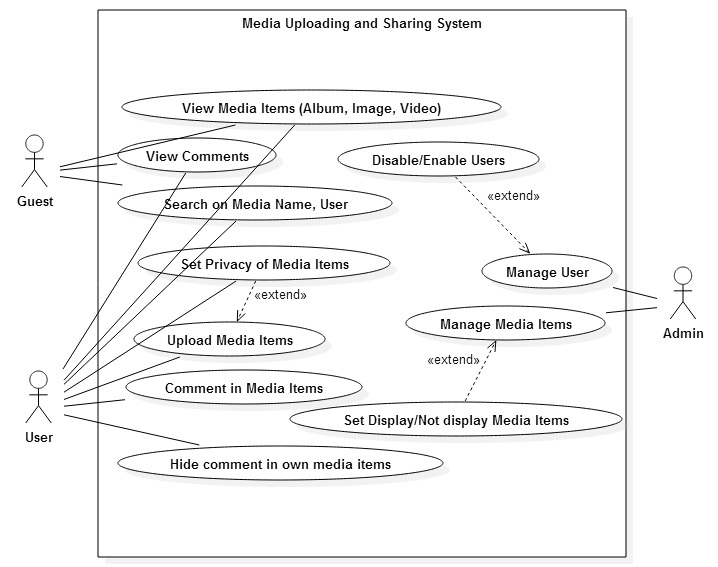 Media Uploading and Sharing System
View Media Items (Album, Image, Video)
View Comments
Disable/Enable Users
Guest
«extend»
Search on Media Name, User
Set Privacy of Media Items
Manage User
«extend»
Manage Media Items
Admin
Upload Media Items
«extend»
Comment in Media Items
Set Display/Not display Media Items
User
Hide comment in own media items